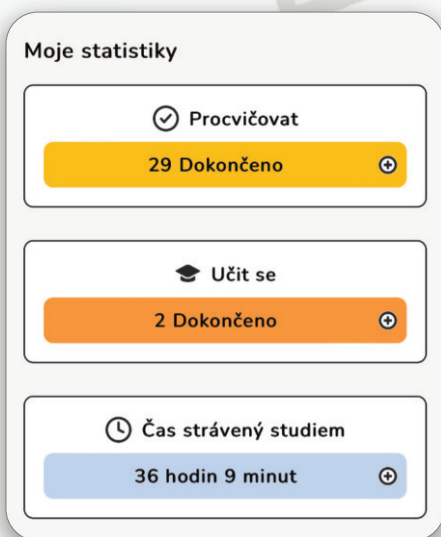 Moje statistiky
Procvičovat
29 Dokončeno
Učit se
2 Dokončeno
Čas strávený studiem
36 hodin 9 minut